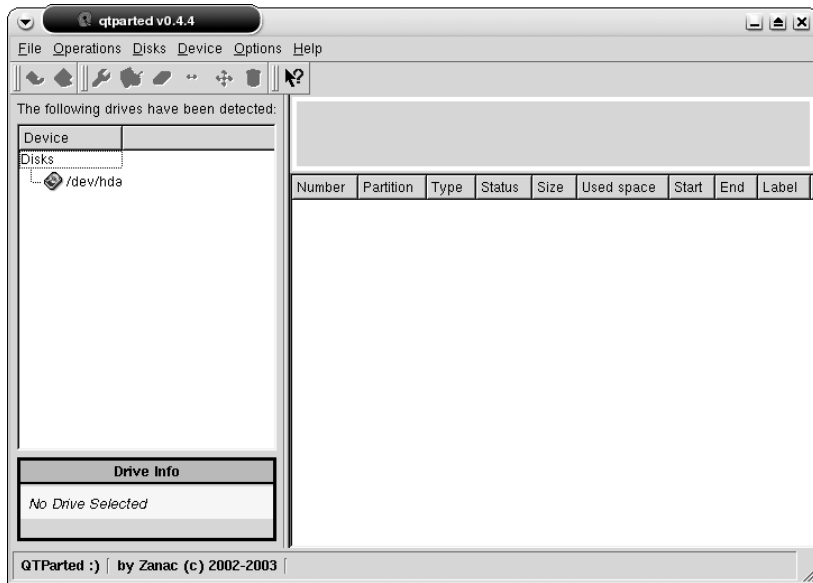 qtparted v0.4.4
File Operations Disks Device Options Help
The following drives have been detected:
Device
Disks
/dev/hda
Number Partition Type Status Size Used space Start End Label
Drive Info
No Drive Selected
QTParted :) by Zanac (c) 2002-2003